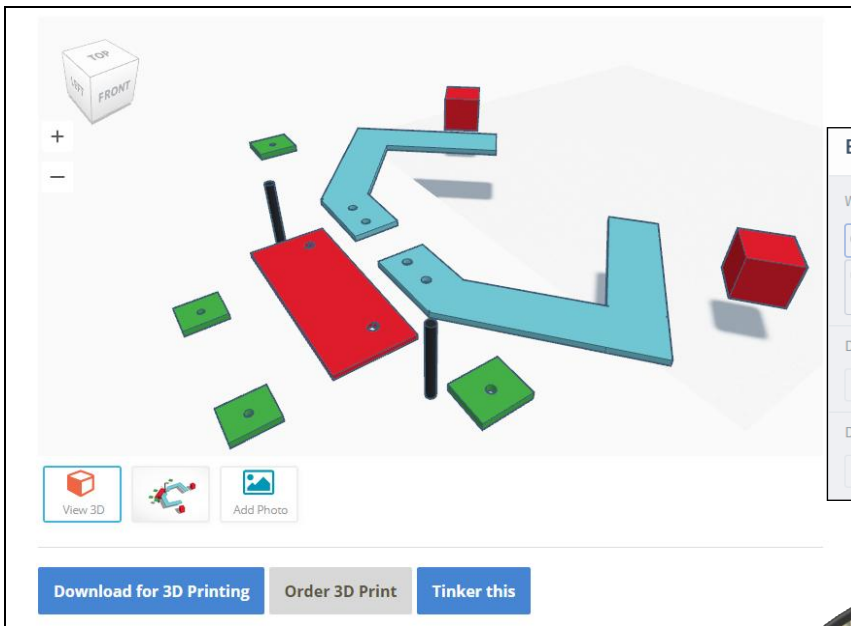 TOP
LEFT
FRONT
+
−
View 3D
Add Photo
Download for 3D Printing
Order 3D Print
Tinker this